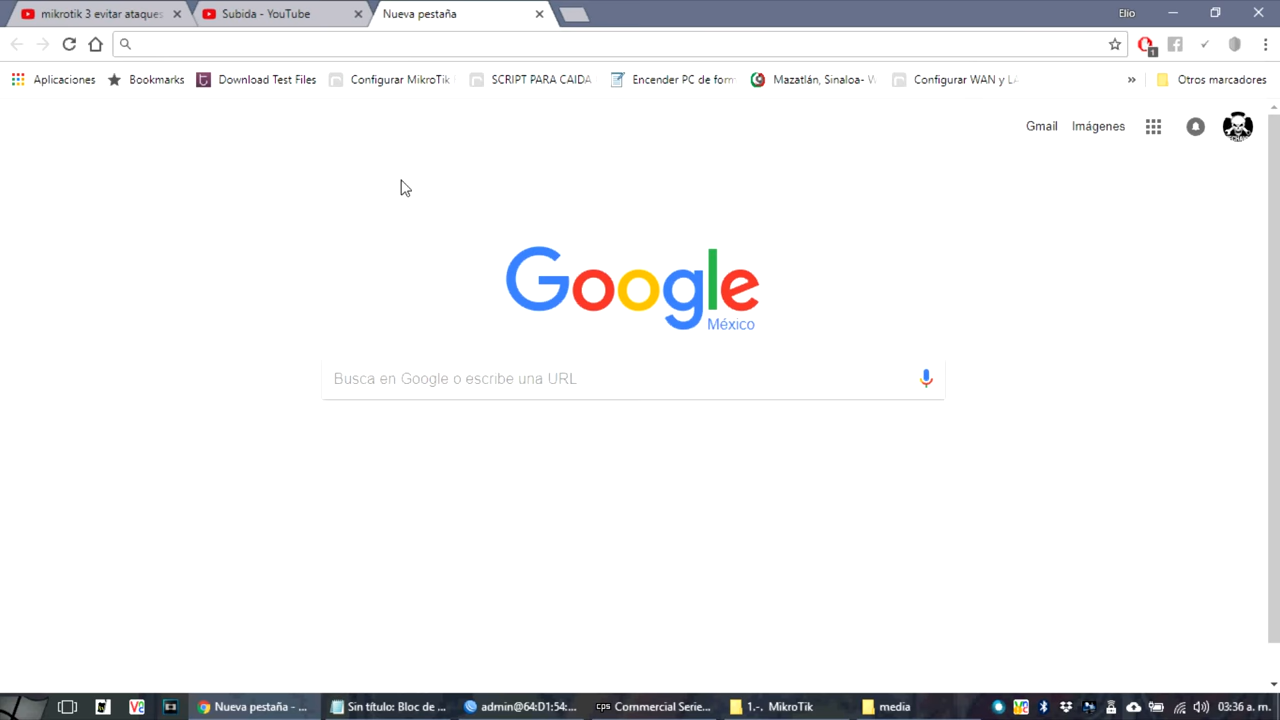 mikrotik 3 evitar ataques
Subida - YouTube
Nueva pestaña
Elio
1
Aplicaciones
Bookmarks
Download Test Files
Configurar MikroTik
SCRIPT PARA CAIDA
Encender PC de form
Mazatlán, Sinaloa-
Configurar WAN y LA
»
Otros marcadores
Gmail
Imágenes
Google
México
Busca en Google o escribe una URL
Nueva pestaña - ...
Sin título: Bloc de ...
admin@64:D1:54:...
cps
Commercial Serie...
1.-. MikroTik
media
03:36 a. m.